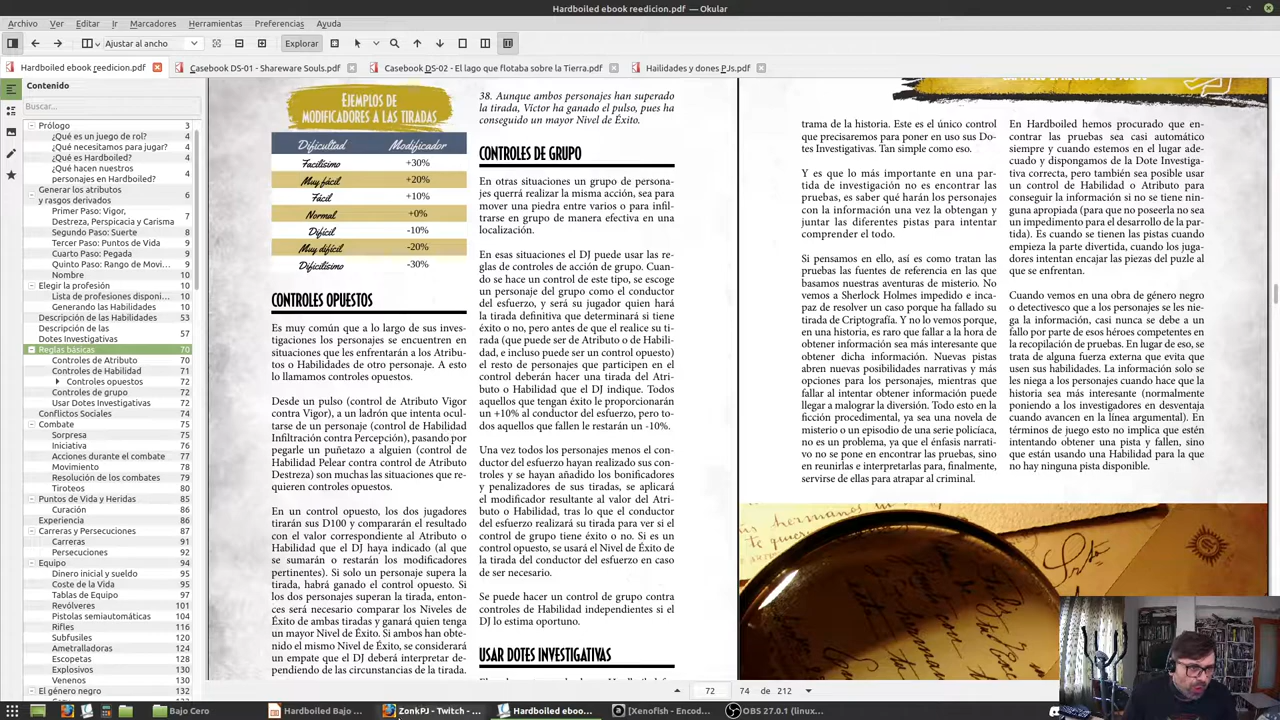 Hardboiled ebook reedicion.pdf — Okular
Archivo Ver Editar Ir Marcadores Herramientas Preferencias Ayuda
Ajustar al ancho Explorar
Hardboiled ebook reedicion.pdf Casebook DS-01 - Shareware Souls.pdf Casebook DS-02 - El lago que flotaba sobre la Tierra.pdf Hailidades y dones PJs.pdf
Contenido
Buscar...
Prólogo 3
¿Qué es un juego de rol? 4
¿Qué necesitamos para jugar? 4
¿Qué es Hardboiled? 4
¿Qué hacen nuestros
personajes en Hardboiled? 4
Generar los atributos
y rasgos derivados 6
Primer Paso: Vigor,
Destreza, Perspicacia y Carisma 7
Segundo Paso: Suerte 8
Tercer Paso: Puntos de Vida 9
Cuarto Paso: Pegada 9
Quinto Paso: Rango de Movi... 9
Nombre 10
Elegir la profesión 10
Lista de profesiones disponi... 10
Generando las Habilidades 10
Descripción de las Habilidades 53
Descripción de las
Dotes Investigativas 57
Reglas básicas 70
Controles de Atributo 70
Controles de Habilidad 71
Controles opuestos 72
Controles de grupo 72
Usar Dotes Investigativas 72
Conflictos Sociales 74
Combate 75
Sorpresa 75
Iniciativa 76
Acciones durante el combate 77
Movimiento 78
Resolución de los combates 79
Tiroteos 80
Puntos de Vida y Heridas 85
Curación 86
Experiencia 86
Carreras y Persecuciones 87
Carreras 91
Persecuciones 92
Equipo 94
Dinero inicial y sueldo 95
Coste de la Vida 95
Tablas de Equipo 97
Revólveres 101
Pistolas semiautomáticas 104
Rifles 116
Subfusiles 120
Ametralladoras 124
Escopetas 128
Explosivos 130
Venenos 130
El género negro 132
Ejemplos de
modificadores a las tiradas
Dificultad Modificador
Facilísimo +30%
Muy fácil +20%
Fácil +10%
Normal +0%
Difícil -10%
Muy difícil -20%
Dificilísimo -30%
Controles opuestos
Es muy común que a lo largo de sus inves-
tigaciones los personajes se encuentren en
situaciones que les enfrentarán a los Atribu-
tos o Habilidades de otro personaje. A esto
lo llamamos controles opuestos.
Desde un pulso (control de Atributo Vigor
contra Vigor), a un ladrón que intenta ocul-
tarse de un personaje (control de Habilidad
Infiltración contra Percepción), pasando por
pegarle un puñetazo a alguien (control de
Habilidad Pelear contra control de Atributo
Destreza) son muchas las situaciones que re-
quieren controles opuestos.
En un control opuesto, los dos jugadores
tirarán sus D100 y compararán el resultado
con el valor correspondiente al Atributo o
Habilidad que el DJ haya indicado (al que
se sumarán o restarán los modificadores
pertinentes). Si solo un personaje supera la
tirada, habrá ganado el control opuesto. Si
los dos personajes superan la tirada, enton-
ces será necesario comparar los Niveles de
Éxito de ambas tiradas y ganará quien tenga
un mayor Nivel de Éxito. Si ambos han obte-
nido el mismo Nivel de Éxito, se considerará
un empate que el DJ deberá interpretar de-
pendiendo de las circunstancias de la tirada.
38. Aunque ambos personajes han superado
la tirada, Víctor ha ganado el pulso, pues ha
conseguido un mayor Nivel de Éxito.
Controles de grupo
En otras situaciones un grupo de persona-
jes querrá realizar la misma acción, sea para
mover una piedra entre varios o para infil-
trarse en grupo de manera efectiva en una
localización.
En esas situaciones el DJ puede usar las re-
glas de controles de acción de grupo. Cuan-
do se hace un control de este tipo, se escoge
un personaje del grupo como el conductor
del esfuerzo, y será su jugador quien hará
la tirada definitiva que determinará si tiene
éxito o no, pero antes de que el realice su ti-
rada (que puede ser de Atributo o de Habili-
dad, e incluso puede ser un control opuesto)
el resto de personajes que participen en el
control deberán hacer una tirada del Atri-
buto o Habilidad que el DJ indique. Todos
aquellos que tengan éxito le proporcionarán
un +10% al conductor del esfuerzo, pero to-
dos aquellos que fallen le restarán un -10%.
Una vez todos los personajes menos el con-
ductor del esfuerzo hayan realizado sus con-
troles y se hayan añadido los bonificadores
y penalizadores de sus tiradas, se aplicará
el modificador resultante al valor del Atri-
buto o Habilidad, tras lo que el conductor
del esfuerzo realizará su tirada para ver si el
control de grupo tiene éxito o no. Si es un
control opuesto, se usará el Nivel de Éxito de
la tirada del conductor del esfuerzo en caso
de ser necesario.
Se puede hacer un control de grupo contra
controles de Habilidad independientes si el
DJ lo estima oportuno.
Usar Dotes Investigativas
trama de la historia. Este es el único control
que precisaremos para poner en uso sus Do-
tes Investigativas. Tan simple como eso.
Y es que lo más importante en una par-
tida de investigación no es encontrar las
pruebas, es saber qué harán los personajes
con la información una vez la obtengan y
juntar las diferentes pistas para intentar
comprender el todo.
Si pensamos en ello, así es como tratan las
pruebas las fuentes de referencia en las que
basamos nuestras aventuras de misterio. No
vemos a Sherlock Holmes impedido e inca-
paz de resolver un caso porque ha fallado su
tirada de Criptografía. Y no lo vemos porque,
en una historia, es raro que fallar a la hora de
obtener información sea más interesante que
obtener dicha información. Nuevas pistas
abren nuevas posibilidades narrativas y más
opciones para los personajes, mientras que
fallar al intentar obtener información puede
llegar a malograr la diversión. Todo esto en la
ficción procedimental, ya sea una novela de
misterio o un episodio de una serie policíaca,
no es un problema, ya que el énfasis narrati-
vo no se pone en encontrar las pruebas, sino
en reunirlas e interpretarlas para, finalmente,
servirse de ellas para atrapar al criminal.
En Hardboiled hemos procurado que en-
contrar las pruebas sea casi automático
siempre y cuando estemos en el lugar ade-
cuado y dispongamos de la Dote Investiga-
tiva correcta, pero también sea posible usar
un control de Habilidad o Atributo para
conseguir la información si no se tiene nin-
guna apropiada (para que no poseerla no sea
un impedimento para el desarrollo de la par-
tida). Es cuando se tienen las pistas cuando
empieza la parte divertida, cuando los juga-
dores intentan encajar las piezas del puzle al
que se enfrentan.
Cuando vemos en una obra de género negro
o detectivesco que a los personajes se les nie-
ga la información, casi nunca se debe a un
fallo por parte de esos héroes competentes en
la recopilación de pruebas. En lugar de eso, se
trata de alguna fuerza externa que evita que
usen sus habilidades. La información solo se
les niega a los personajes cuando hace que la
historia sea más interesante (normalmente
poniendo a los investigadores en desventaja
cuando avancen en la línea argumental). En
términos de juego esto no implica que estén
intentando obtener una pista y fallen, sino
que están usando una Habilidad para la que
no hay ninguna pista disponible.
72 74 de 212
Bajo Cero Hardboiled Bajo ... ZonkPJ - Twitch - ... Hardboiled eboo... [Xenofish - Encod... OBS 27.0.1 (linux...